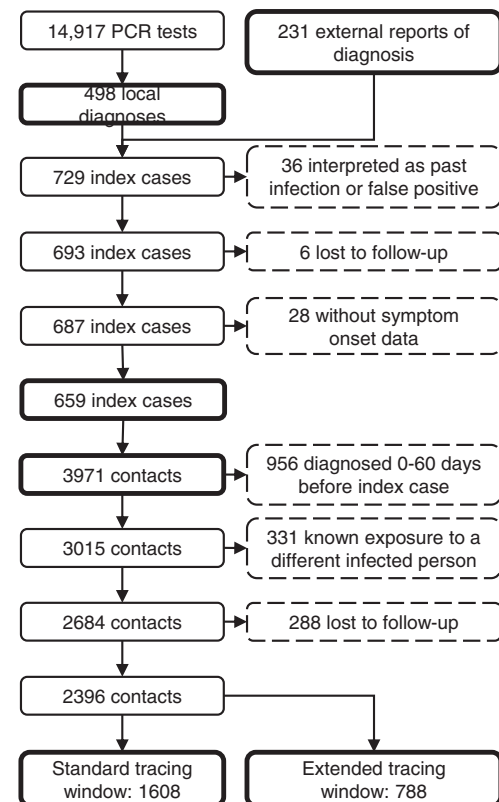 14,917 PCR tests
231 external reports of
diagnosis
498 local
diagnoses
729 index cases
36 interpreted as past
infection or false positive
693 index cases
6 lost to follow-up
687 index cases
28 without symptom
onset data
659 index cases
3971 contacts
956 diagnosed 0-60 days
before index case
3015 contacts
331 known exposure to a
different infected person
2684 contacts
288 lost to follow-up
2396 contacts
Standard tracing
window: 1608
Extended tracing
window: 788